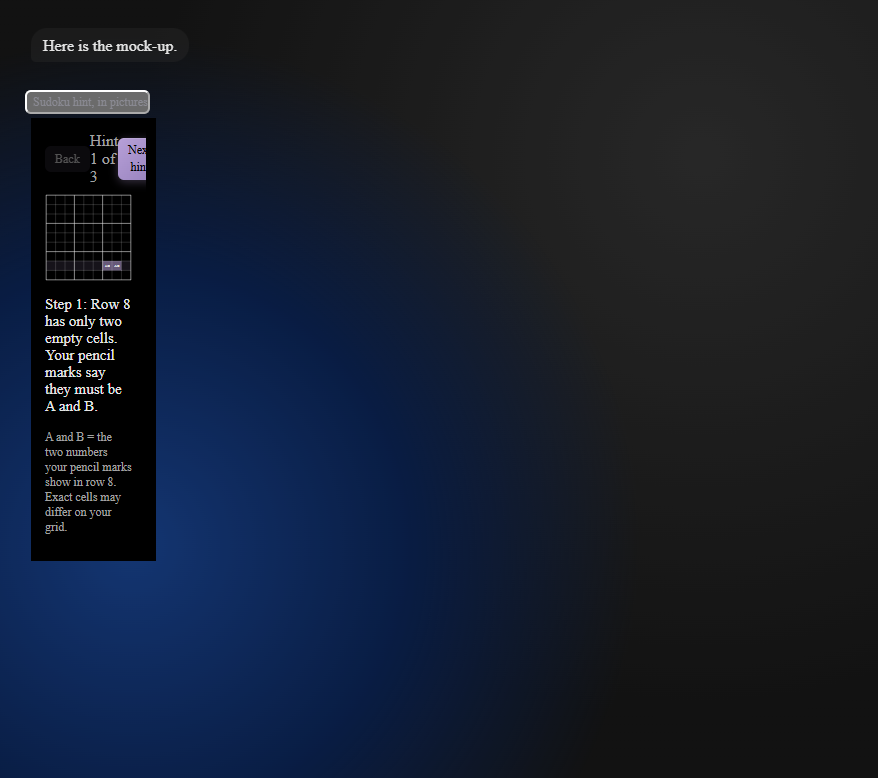 Here is the mock-up.
Sudoku hint, in pictures
Back
Hint
1 of
3
Step 1: Row 8
has only two
empty cells.
Your pencil
marks say
they must be
A and B.
A and B = the
two numbers
your pencil marks
show in row 8.
Exact cells may
differ on your
grid.